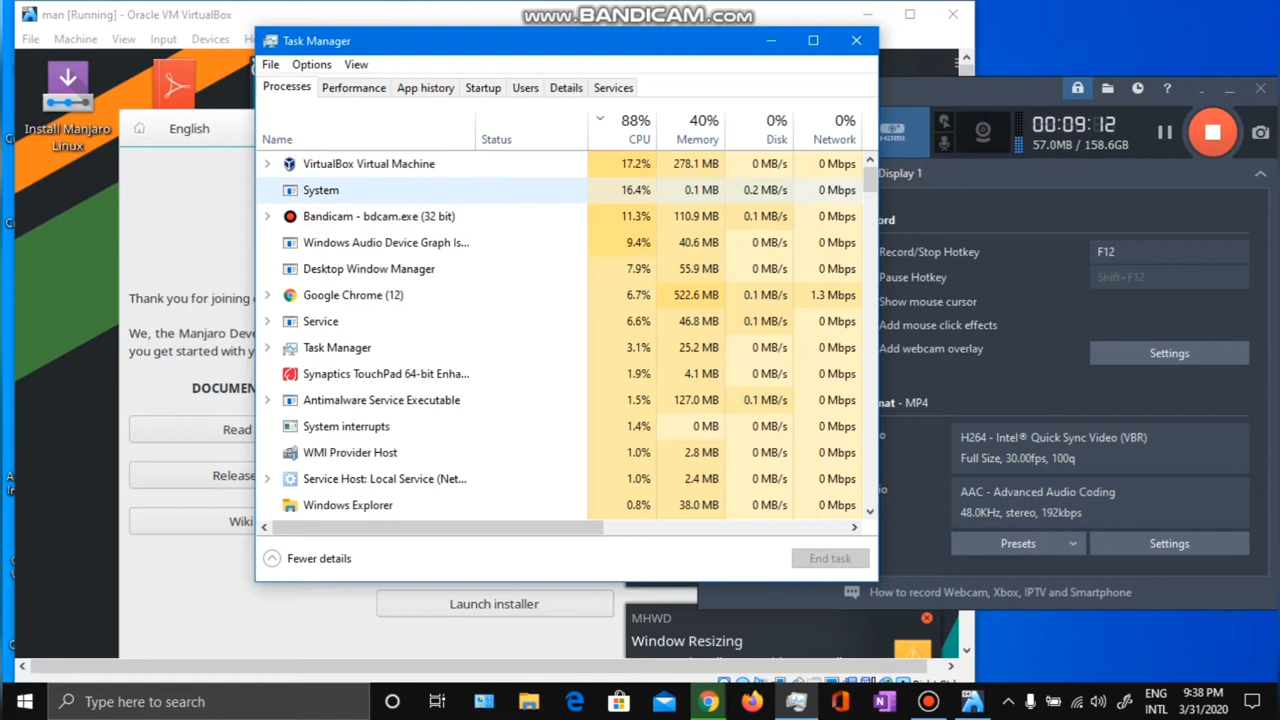 man [Running] - Oracle VM VirtualBox
www.BANDICAM.com
File Machine View Input Devices
Install Manjaro
Linux
English
Thank you for joining
We, the Manjaro Deve
you get started with
DOCUMEN
Read
Release
Wiki
Launch installer
MHWD
Window Resizing
Task Manager
File Options View
Processes Performance App history Startup Users Details Services
88% 40% 0% 0%
Name Status CPU Memory Disk Network
VirtualBox Virtual Machine 17.2% 278.1 MB 0 MB/s 0 Mbps
System 16.4% 0.1 MB 0.2 MB/s 0 Mbps
Bandicam - bdcam.exe (32 bit) 11.3% 110.9 MB 0.1 MB/s 0 Mbps
Windows Audio Device Graph Is... 9.4% 40.6 MB 0 MB/s 0 Mbps
Desktop Window Manager 7.9% 55.9 MB 0 MB/s 0 Mbps
Google Chrome (12) 6.7% 522.6 MB 0.1 MB/s 1.3 Mbps
Service 6.6% 46.8 MB 0.1 MB/s 0 Mbps
Task Manager 3.1% 25.2 MB 0 MB/s 0 Mbps
Synaptics TouchPad 64-bit Enha... 1.9% 4.1 MB 0 MB/s 0 Mbps
Antimalware Service Executable 1.5% 127.0 MB 0.1 MB/s 0 Mbps
System interrupts 1.4% 0 MB 0 MB/s 0 Mbps
WMI Provider Host 1.0% 2.8 MB 0 MB/s 0 Mbps
Service Host: Local Service (Net... 1.0% 2.4 MB 0 MB/s 0 Mbps
Windows Explorer 0.8% 38.0 MB 0 MB/s 0 Mbps
Fewer details End task
HDMI
00:09:12
57.0MB / 158.6GB
Display 1
ord
Record/Stop Hotkey F12
Pause Hotkey Shift+F12
Show mouse cursor
Add mouse click effects
Add webcam overlay Settings
mat - MP4
o H264 - Intel® Quick Sync Video (VBR)
Full Size, 30.00fps, 100q
io AAC - Advanced Audio Coding
48.0KHz, stereo, 192kbps
Presets Settings
How to record Webcam, Xbox, IPTV and Smartphone
Type here to search
ENG
INTL
9:38 PM
3/31/2020